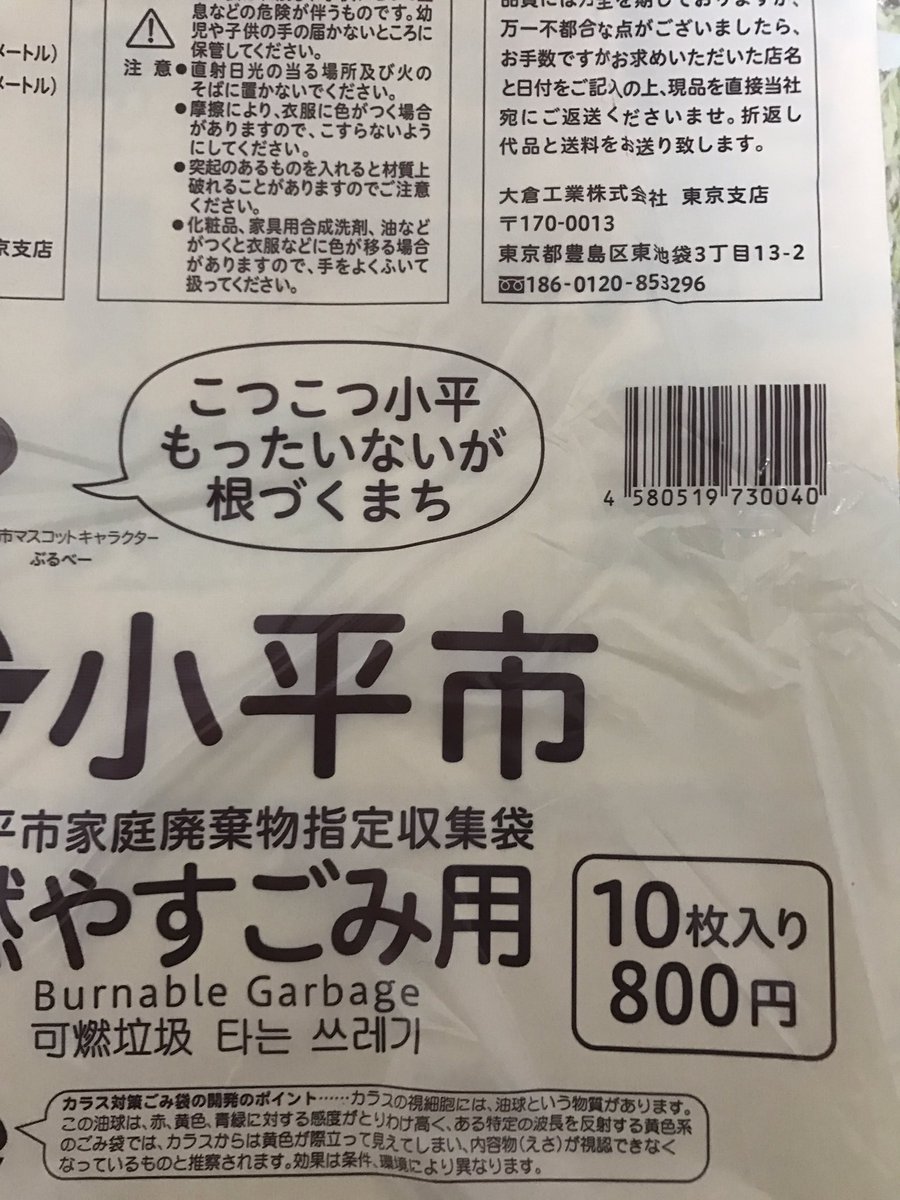 メートル)
メートル)
京支店
息などの危険が伴うものです。幼
児や子供の手の届かないところに
保管してください。
注 意
●直射日光の当る場所及び火の
そばに置かないでください。
●摩擦により、衣服に色がつく場合
がありますので、こすらないよう
にしてください。
●突起のあるものを入れると材質上
破れることがありますのでご注意
ください。
●化粧品、家具用合成洗剤、油など
がつくと衣服などに色が移る場合
がありますので、手をよくふいて
扱ってください。
品質には万全を期しておりますが、
万一不都合な点がございましたら、
お手数ですがお求めいただいた店名
と日付をご記入の上、現品を直接当社
宛にご返送くださいませ。折返し
代品と送料をお送り致します。
大倉工業株式会社 東京支店
〒170-0013
東京都豊島区東池袋3丁目13-2
186-0120-853296
こつこつ小平
もったいないが
根づくまち
市マスコットキャラクター
ぶるべー
4 580519 730040
小平市
平市家庭廃棄物指定収集袋
燃やすごみ用
Burnable Garbage
可燃垃圾 타는 쓰레기
10枚入り
800円
カラス対策ごみ袋の開発のポイント……カラスの視細胞には、油球という物質があります。
この油球は、赤、黄色、青緑に対する感度がとりわけ高く、ある特定の波長を反射する黄色系
のごみ袋では、カラスからは黄色が際立って見えてしまい、内容物(えさ)が視認できなく
なっているものと推察されます。効果は条件、環境により異なります。